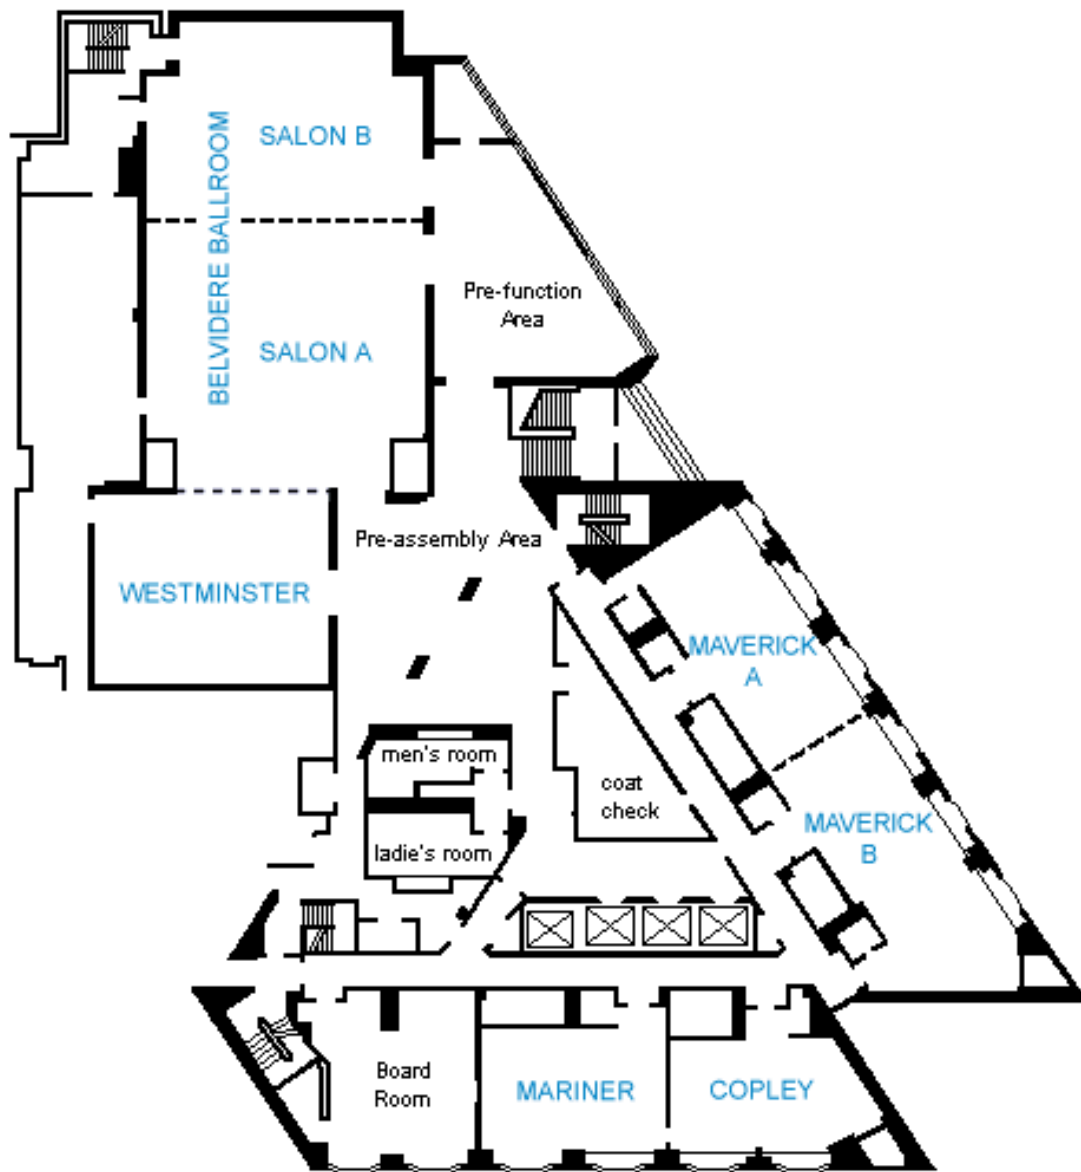 SALON B
BELVIDERE BALLROOM
Pre-function
Area
SALON A
Pre-assembly Area
WESTMINSTER
MAVERICK
A
men's room
coat
check
MAVERICK
B
ladie's room
Board
Room
MARINER
COPLEY